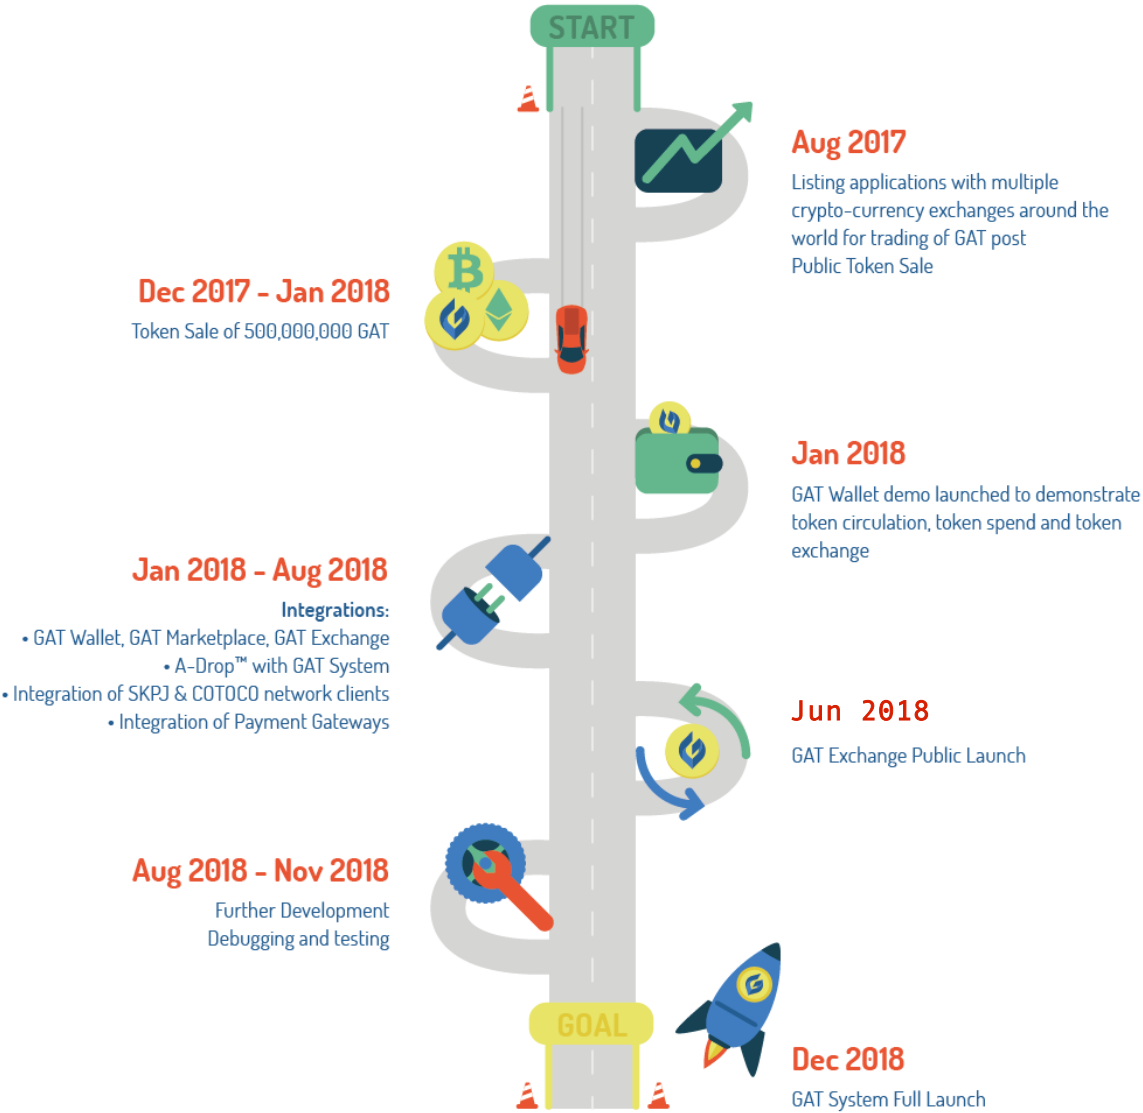 START
Aug 2017
Listing applications with multiple
crypto-currency exchanges around the
world for trading of GAT post
Public Token Sale
Dec 2017 - Jan 2018
Token Sale of 500,000,000 GAT
Jan 2018
GAT Wallet demo launched to demonstrate
token circulation, token spend and token
exchange
Jan 2018 - Aug 2018
Integrations:
• GAT Wallet, GAT Marketplace, GAT Exchange
• A-Drop™ with GAT System
• Integration of SKPJ & COTOCO network clients
• Integration of Payment Gateways
Jun 2018
GAT Exchange Public Launch
Aug 2018 - Nov 2018
Further Development
Debugging and testing
GOAL
Dec 2018
GAT System Full Launch